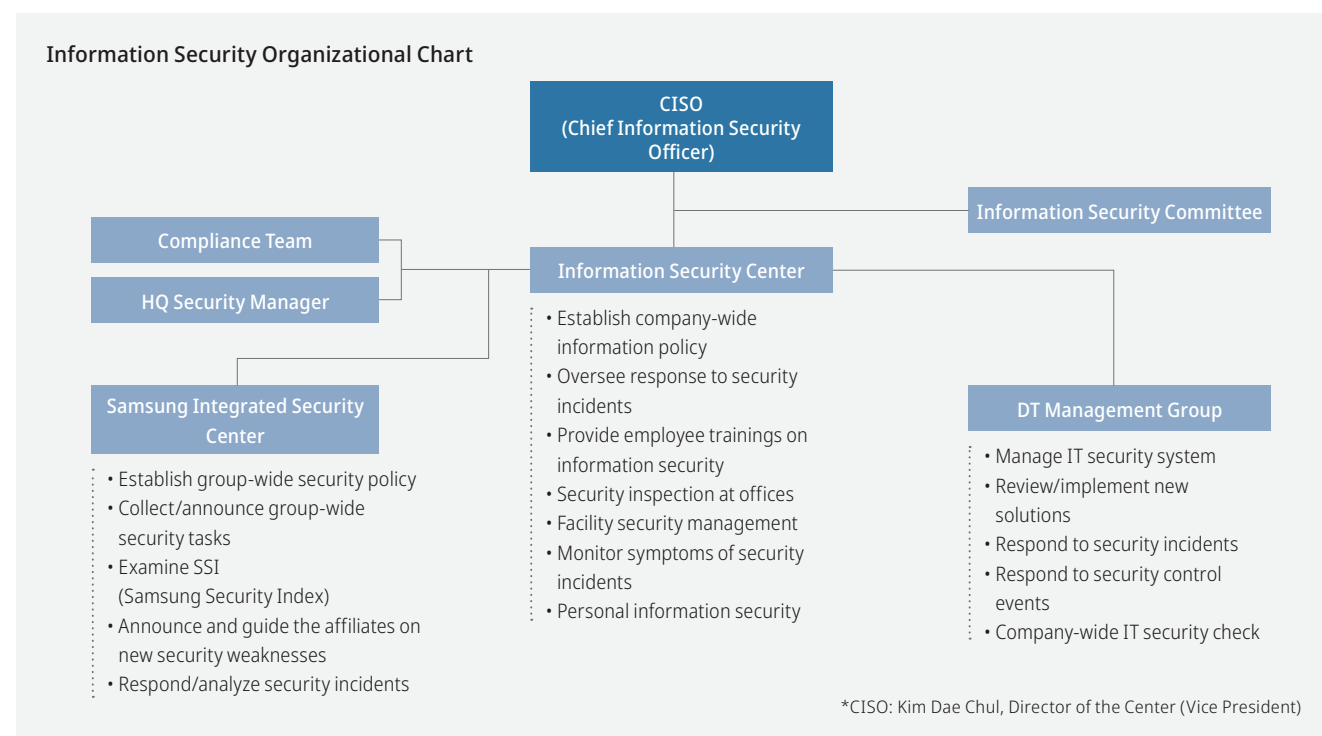 Information Security Organizational Chart
CISO
(Chief Information Security
Officer)
Information Security Committee
Compliance Team
HQ Security Manager
Information Security Center
• Establish company-wide
information policy
• Oversee response to security
incidents
• Provide employee trainings on
information security
• Security inspection at offices
• Facility security management
• Monitor symptoms of security
incidents
• Personal information security
Samsung Integrated Security
Center
• Establish group-wide security policy
• Collect/announce group-wide
security tasks
• Examine SSI
(Samsung Security Index)
• Announce and guide the affiliates on
new security weaknesses
• Respond/analyze security incidents
DT Management Group
• Manage IT security system
• Review/implement new
solutions
• Respond to security incidents
• Respond to security control
events
• Company-wide IT security check
*CISO: Kim Dae Chul, Director of the Center (Vice President)